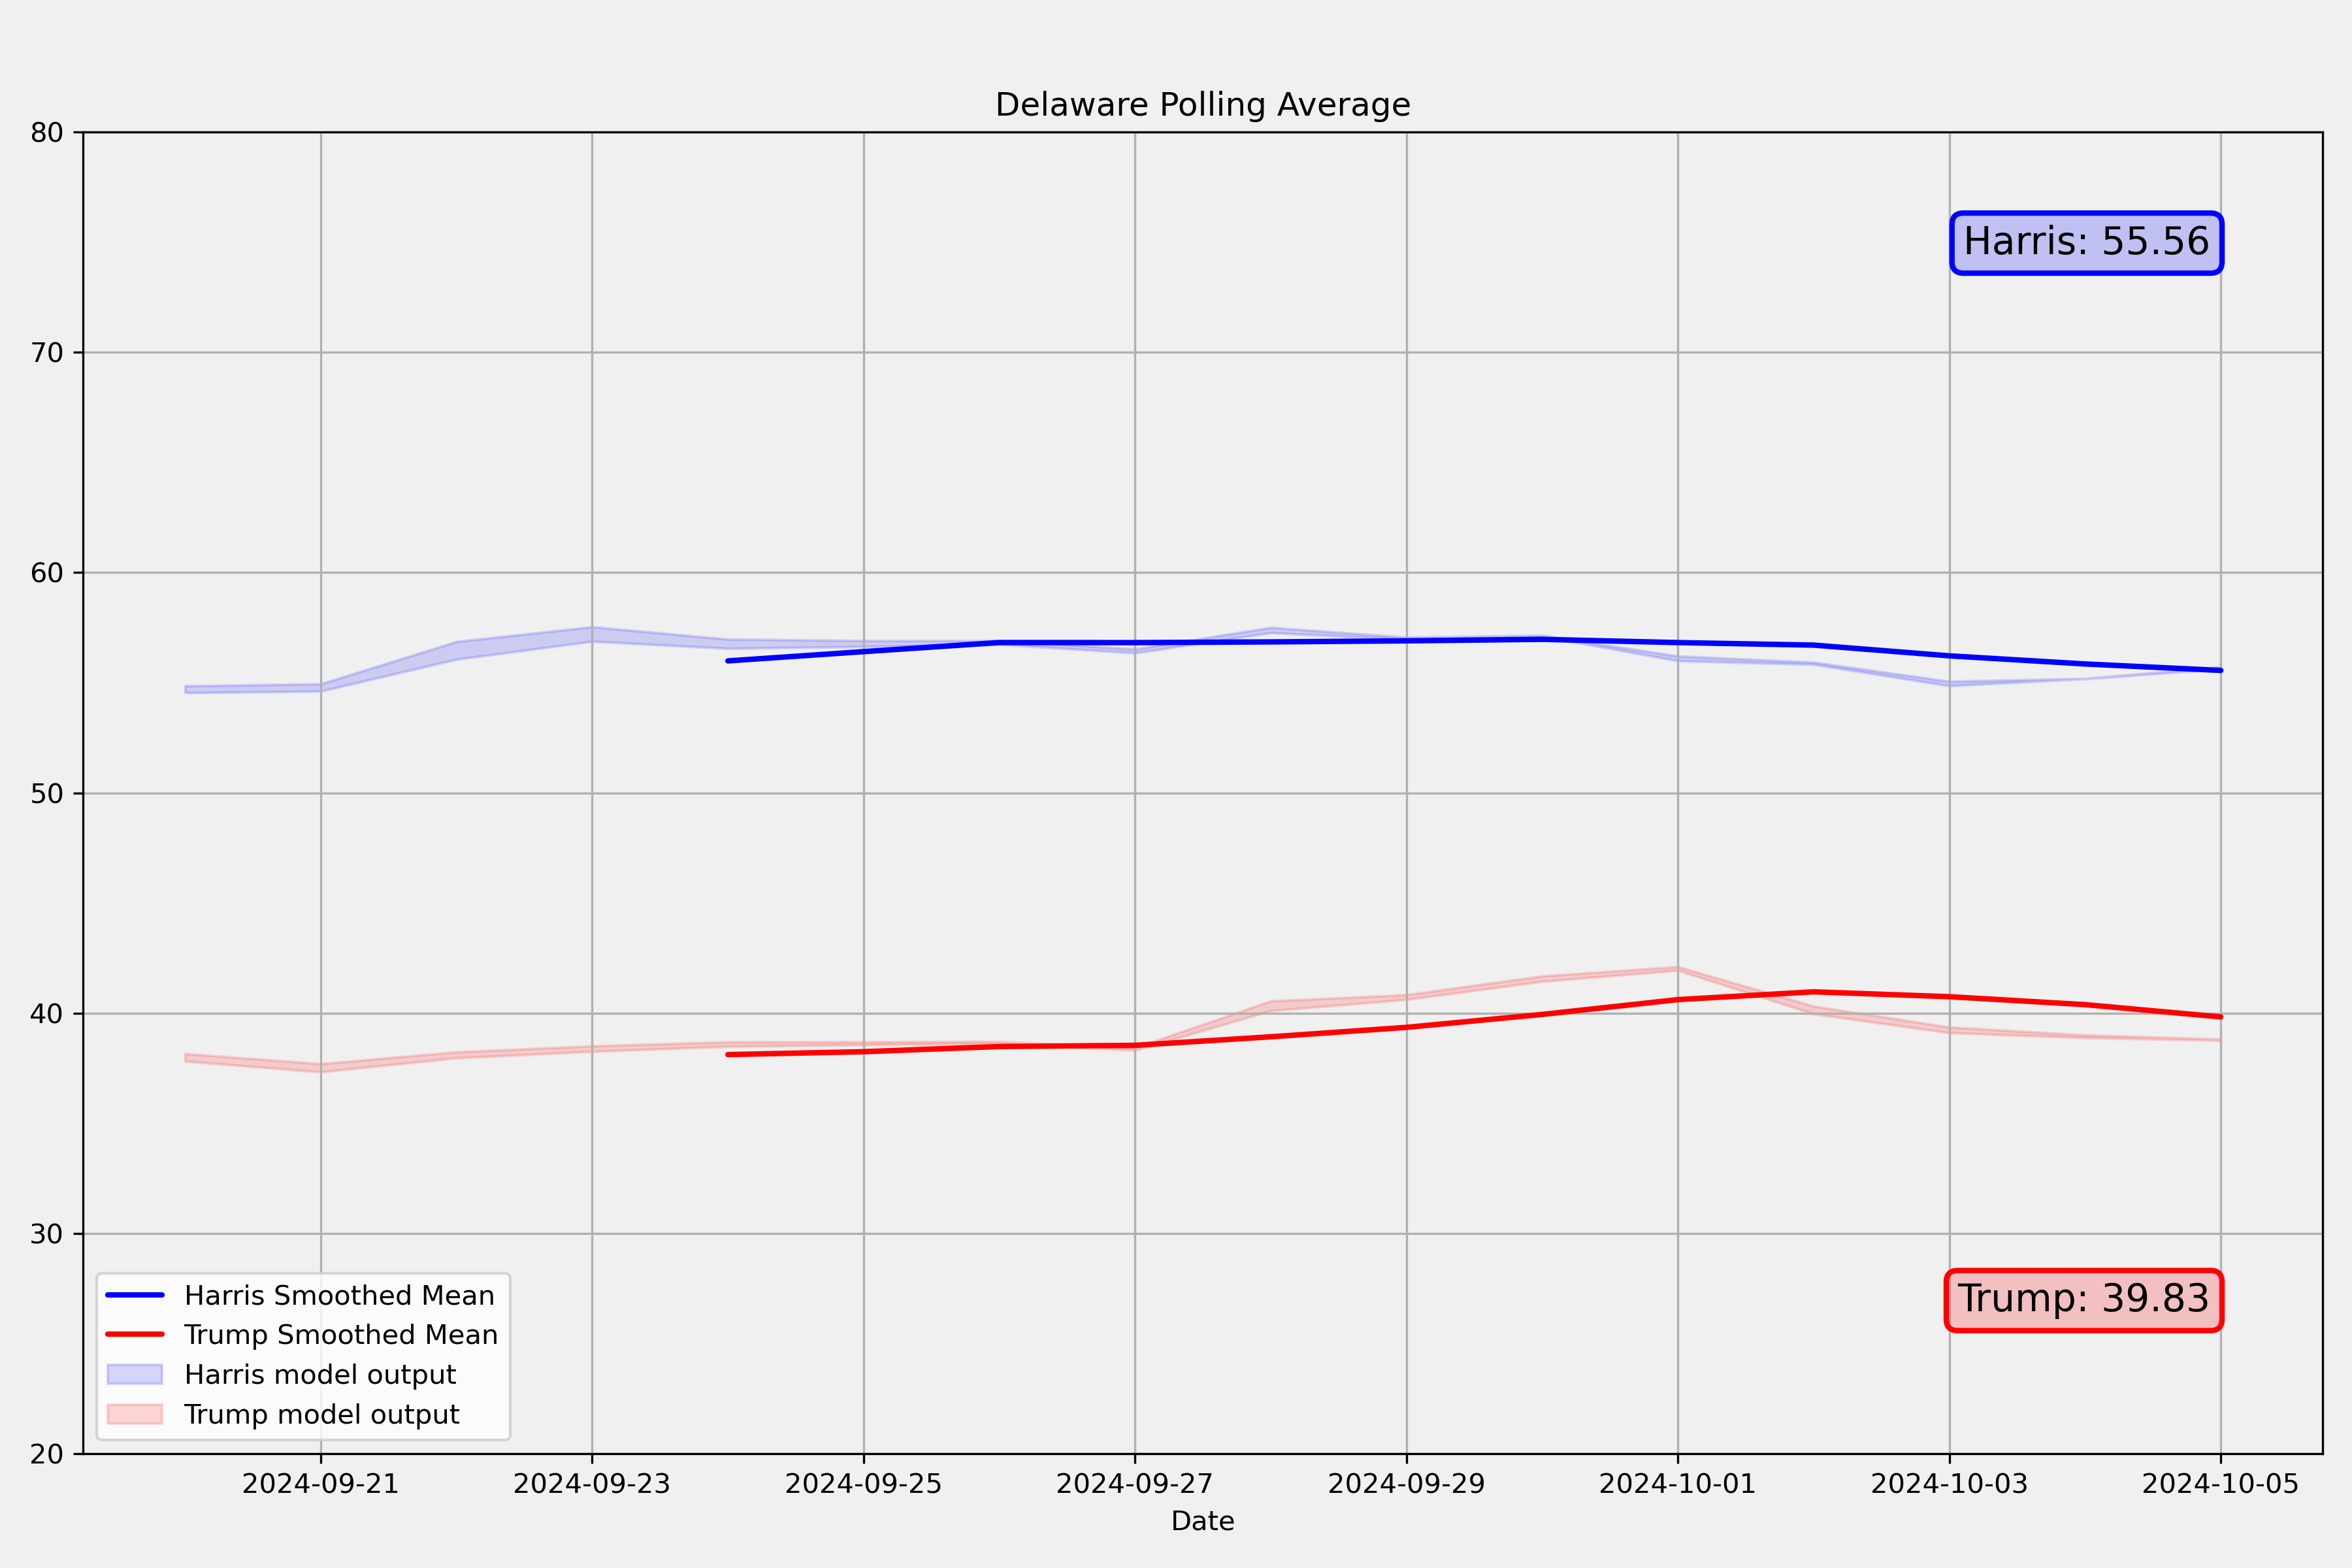 Delaware Polling Average
80
70
60
50
40
30
20
Harris: 55.56
Trump: 39.83
Harris Smoothed Mean
Trump Smoothed Mean
Harris model output
Trump model output
2024-09-21 2024-09-23 2024-09-25 2024-09-27 2024-09-29 2024-10-01 2024-10-03 2024-10-05
Date